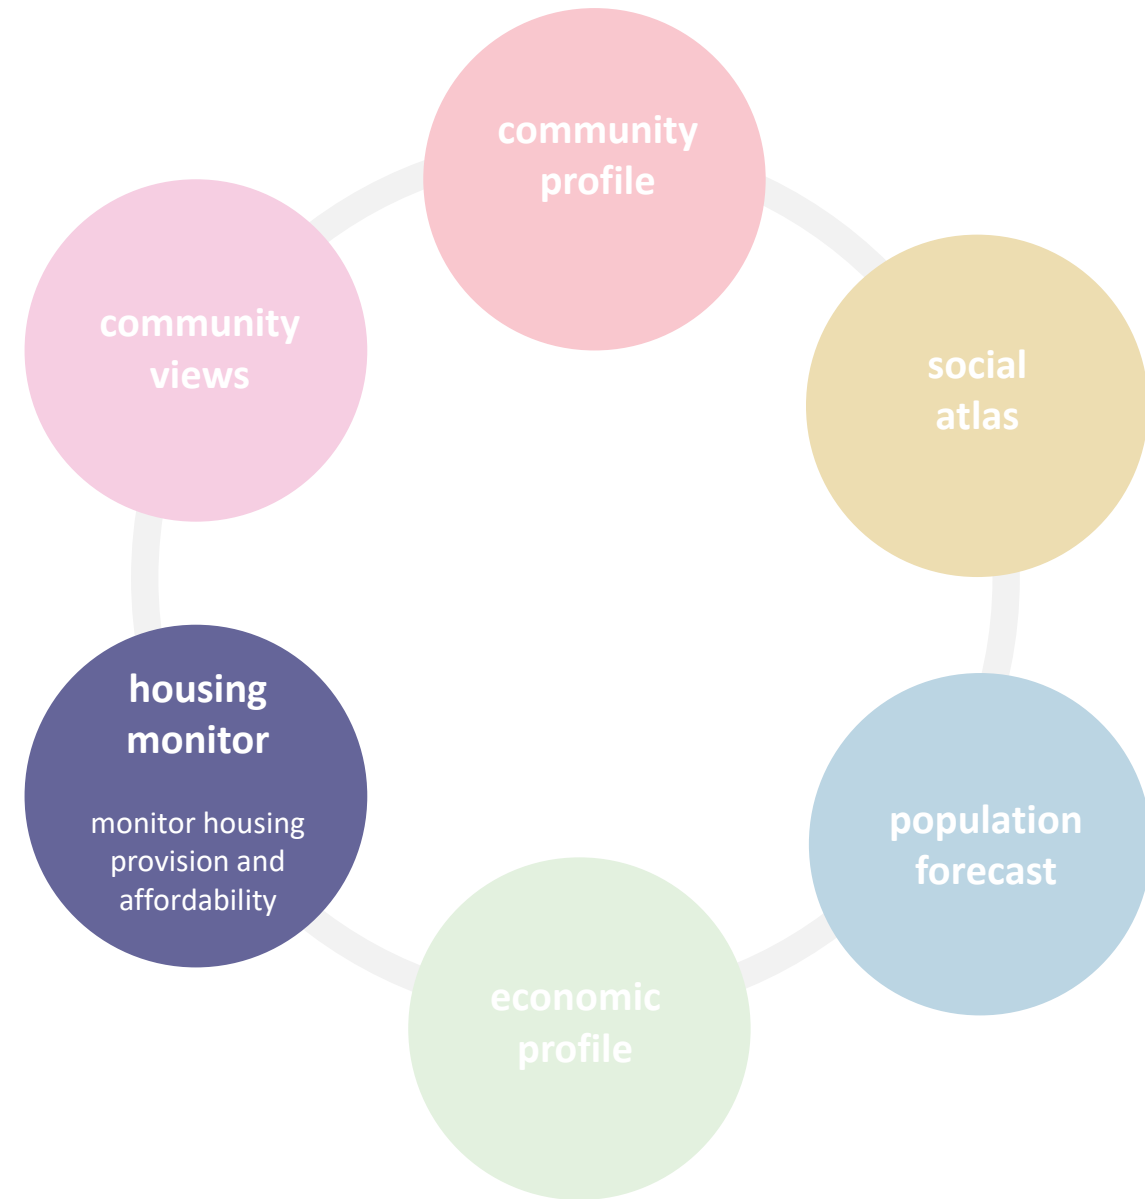 community
profile
community
views
social
atlas
housing
monitor
monitor housing
provision and
affordability
population
forecast
economic
profile